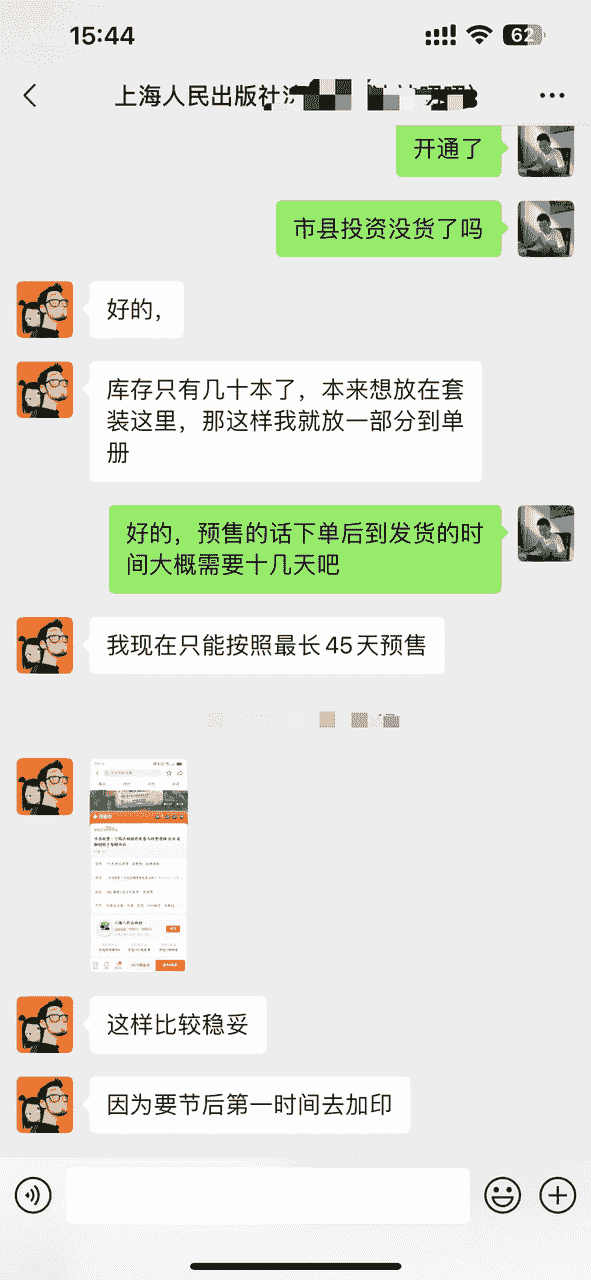 15:44
62
上海人民出版社
开通了
市县投资没货了吗
好的，
库存只有几十本了，本来想放在套
装这里，那这样我就放一部分到单
册
好的，预售的话下单后到发货的时
间大概需要十几天吧
我现在只能按照最长45天预售
这样比较稳妥
因为要节后第一时间去加印